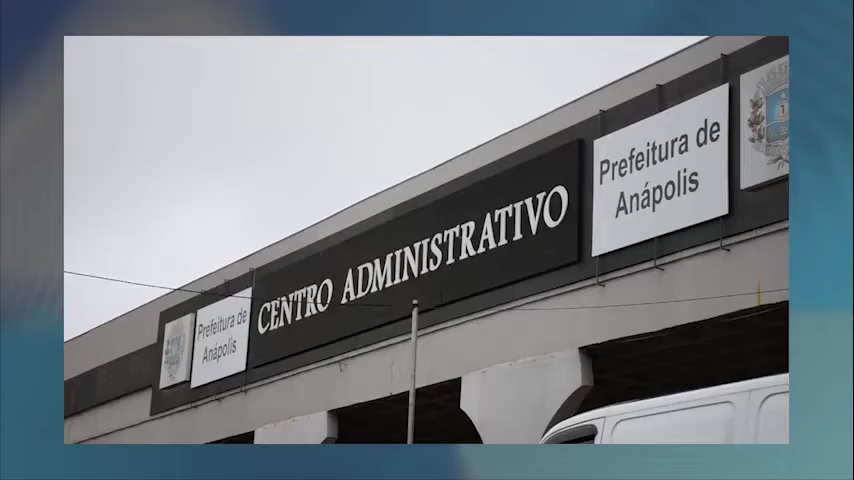 Prefeitura de
Anápolis
CENTRO ADMINISTRATIVO
Prefeitura de
Anápolis